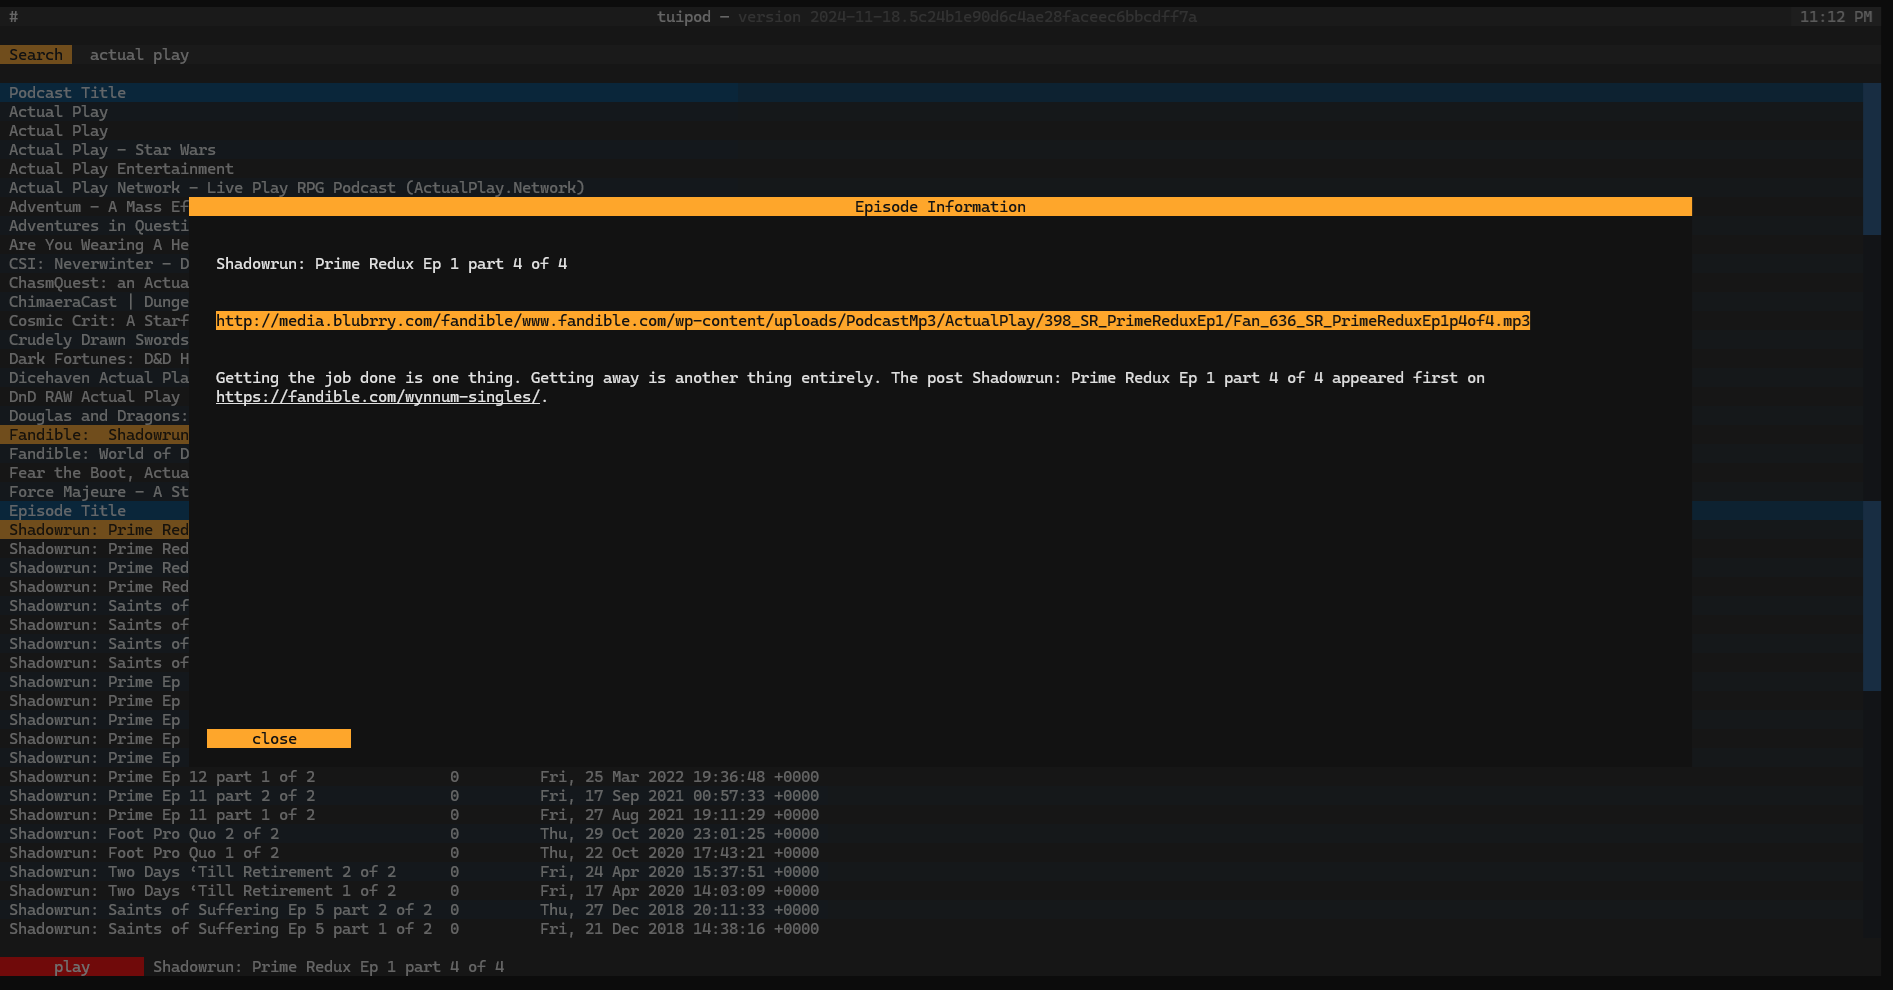 # tuipod — version 2024-11-18.5c24b1e90d6c4ae28faceec6bbcdff7a 11:12 PM
Search actual play
Podcast Title
Actual Play
Actual Play
Actual Play - Star Wars
Actual Play Entertainment
Actual Play Network - Live Play RPG Podcast (ActualPlay.Network)
Adventum - A Mass Ef
Adventures in Questi
Are You Wearing A He
CSI: Neverwinter - D
ChasmQuest: an Actua
ChimaeraCast | Dunge
Cosmic Crit: A Starf
Crudely Drawn Swords
Dark Fortunes: D&D H
Dicehaven Actual Pla
DnD RAW Actual Play
Douglas and Dragons:
Fandible:  Shadowrun
Fandible: World of D
Fear the Boot, Actua
Force Majeure - A St
Episode Information
Shadowrun: Prime Redux Ep 1 part 4 of 4
http://media.blubrry.com/fandible/www.fandible.com/wp-content/uploads/PodcastMp3/ActualPlay/398_SR_PrimeReduxEp1/Fan_636_SR_PrimeReduxEp1p4of4.mp3
Getting the job done is one thing. Getting away is another thing entirely. The post Shadowrun: Prime Redux Ep 1 part 4 of 4 appeared first on
https://fandible.com/wynnum-singles/.
close
Episode Title
Shadowrun: Prime Red
Shadowrun: Prime Red
Shadowrun: Prime Red
Shadowrun: Prime Red
Shadowrun: Saints of
Shadowrun: Saints of
Shadowrun: Saints of
Shadowrun: Saints of
Shadowrun: Prime Ep
Shadowrun: Prime Ep
Shadowrun: Prime Ep
Shadowrun: Prime Ep
Shadowrun: Prime Ep
Shadowrun: Prime Ep 12 part 1 of 2 0 Fri, 25 Mar 2022 19:36:48 +0000
Shadowrun: Prime Ep 11 part 2 of 2 0 Fri, 17 Sep 2021 00:57:33 +0000
Shadowrun: Prime Ep 11 part 1 of 2 0 Fri, 27 Aug 2021 19:11:29 +0000
Shadowrun: Foot Pro Quo 2 of 2 0 Thu, 29 Oct 2020 23:01:25 +0000
Shadowrun: Foot Pro Quo 1 of 2 0 Thu, 22 Oct 2020 17:43:21 +0000
Shadowrun: Two Days ‘Till Retirement 2 of 2 0 Fri, 24 Apr 2020 15:37:51 +0000
Shadowrun: Two Days ‘Till Retirement 1 of 2 0 Fri, 17 Apr 2020 14:03:09 +0000
Shadowrun: Saints of Suffering Ep 5 part 2 of 2 0 Thu, 27 Dec 2018 20:11:33 +0000
Shadowrun: Saints of Suffering Ep 5 part 1 of 2 0 Fri, 21 Dec 2018 14:38:16 +0000
play Shadowrun: Prime Redux Ep 1 part 4 of 4